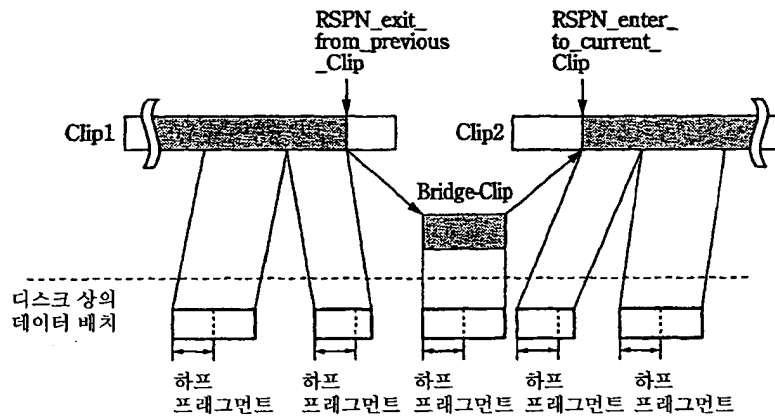 RSPN_exit_
from_previous
_Clip
RSPN_enter_
to_current_
Clip
Clip1
Clip2
Bridge-Clip
디스크 상의
데이터 배치
하프
프래그먼트
하프
프래그먼트
하프
프래그먼트
하프
프래그먼트
하프
프래그먼트